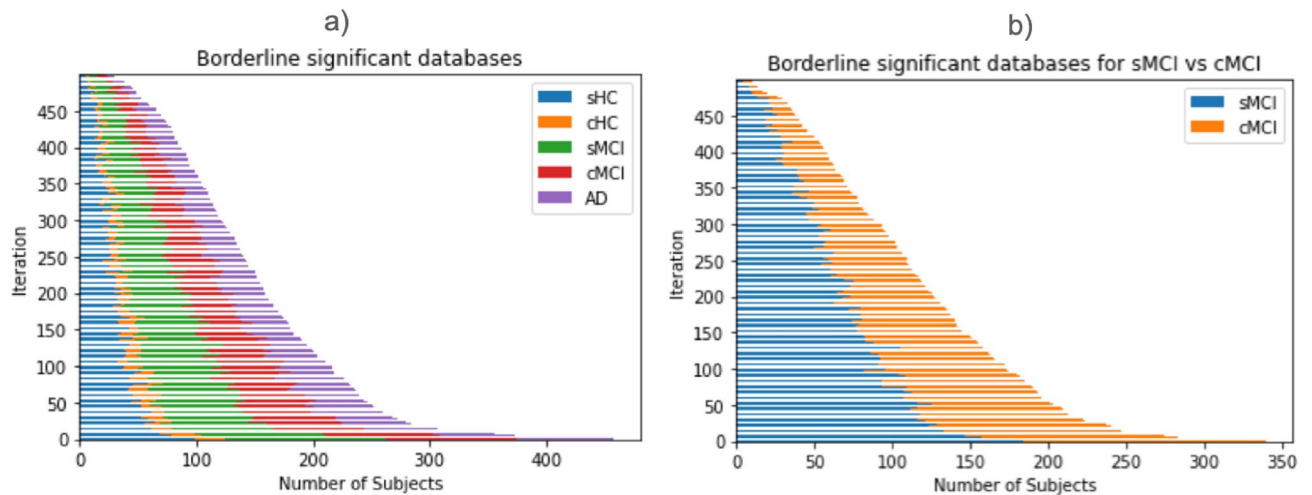 a)
Borderline significant databases
sHC
cHC
sMCI
cMCI
AD
Iteration
450
400
350
300
250
200
150
100
50
0
0 100 200 300 400
Number of Subjects
b)
Borderline significant databases for sMCI vs cMCI
sMCI
cMCI
Iteration
450
400
350
300
250
200
150
100
50
0
0 50 100 150 200 250 300 350
Number of Subjects